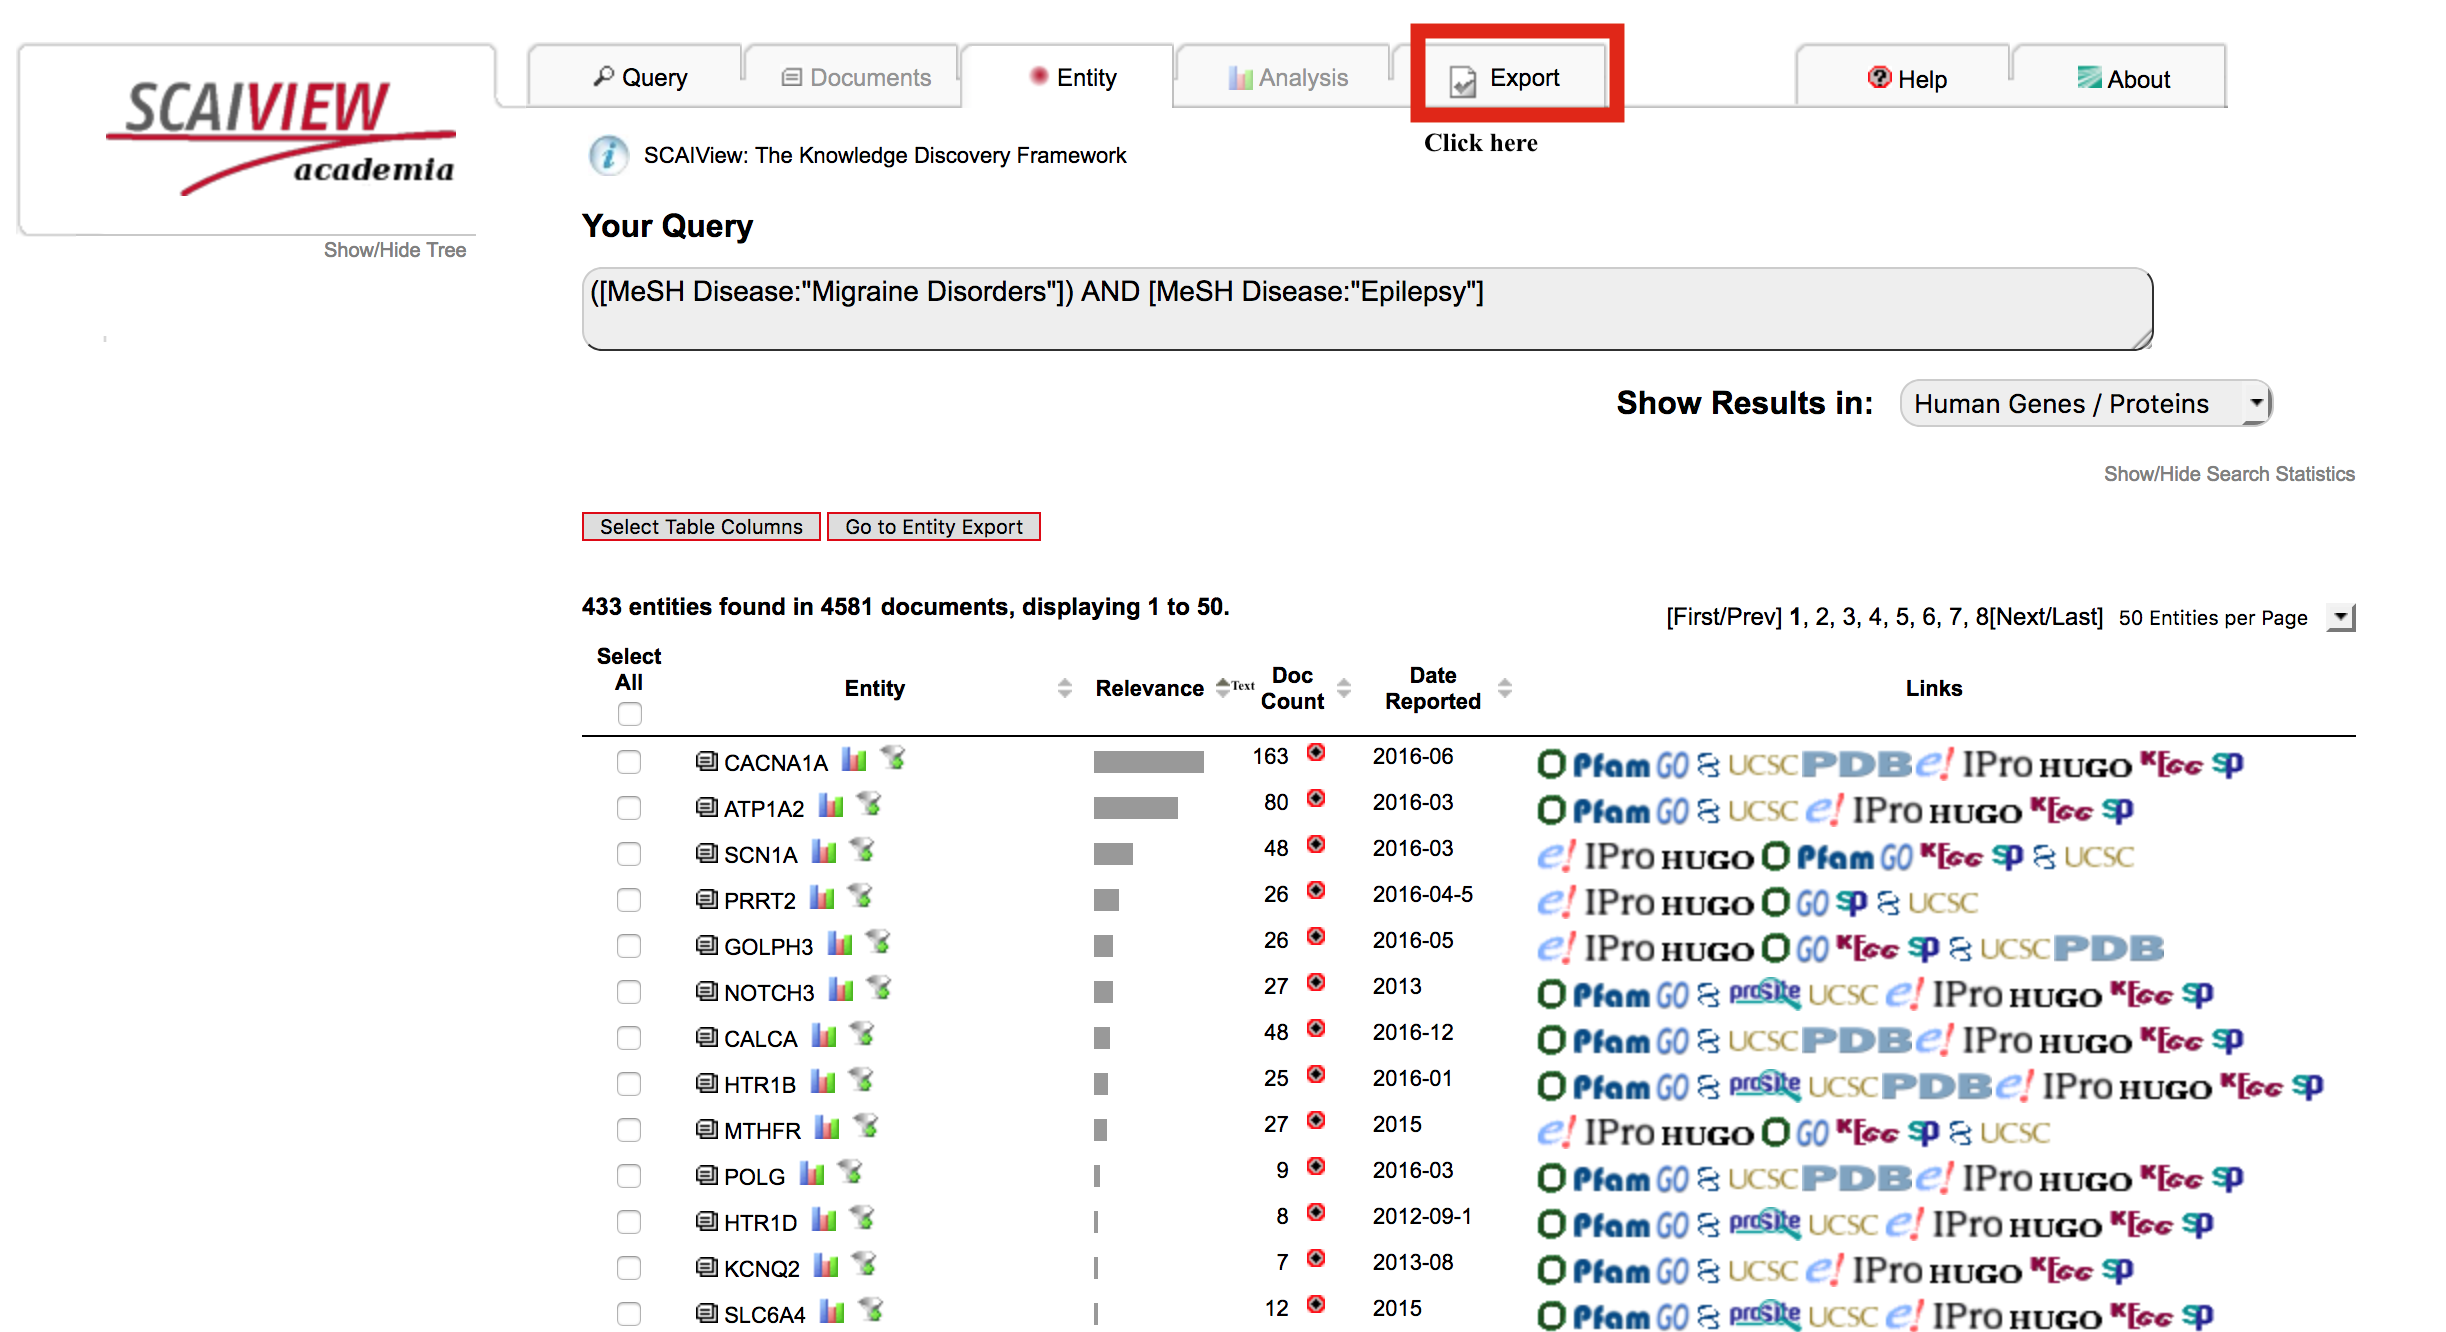 SCAIVIEW
academia
Show/Hide Tree
Query
Documents
Entity
Analysis
Export
Help
About
Click here
SCAIView: The Knowledge Discovery Framework
Your Query
([MeSH Disease:"Migraine Disorders"]) AND [MeSH Disease:"Epilepsy"]
Show Results in: Human Genes / Proteins
Show/Hide Search Statistics
Select Table Columns Go to Entity Export
433 entities found in 4581 documents, displaying 1 to 50.
[First/Prev] 1, 2, 3, 4, 5, 6, 7, 8[Next/Last] 50 Entities per Page
Select All Entity Relevance Text Doc Count Date Reported Links
CACNA1A 163 2016-06 O Pfam GO UCSC PDB e! IPro HUGO KEGG sp
ATP1A2 80 2016-03 O Pfam GO UCSC e! IPro HUGO KEGG sp
SCN1A 48 2016-03 e! IPro HUGO O Pfam GO KEGG sp UCSC
PRRT2 26 2016-04-5 e! IPro HUGO O GO sp UCSC
GOLPH3 26 2016-05 e! IPro HUGO O GO KEGG sp UCSC PDB
NOTCH3 27 2013 O Pfam GO proSite UCSC e! IPro HUGO KEGG sp
CALCA 48 2016-12 O Pfam GO UCSC PDB e! IPro HUGO KEGG sp
HTR1B 25 2016-01 O Pfam GO proSite UCSC PDB e! IPro HUGO KEGG sp
MTHFR 27 2015 e! IPro HUGO O GO KEGG sp UCSC
POLG 9 2016-03 O Pfam GO UCSC PDB e! IPro HUGO KEGG sp
HTR1D 8 2012-09-1 O Pfam GO proSite UCSC e! IPro HUGO KEGG sp
KCNQ2 7 2013-08 O Pfam GO UCSC e! IPro HUGO KEGG sp
SLC6A4 12 2015 O Pfam GO proSite UCSC e! IPro HUGO KEGG sp